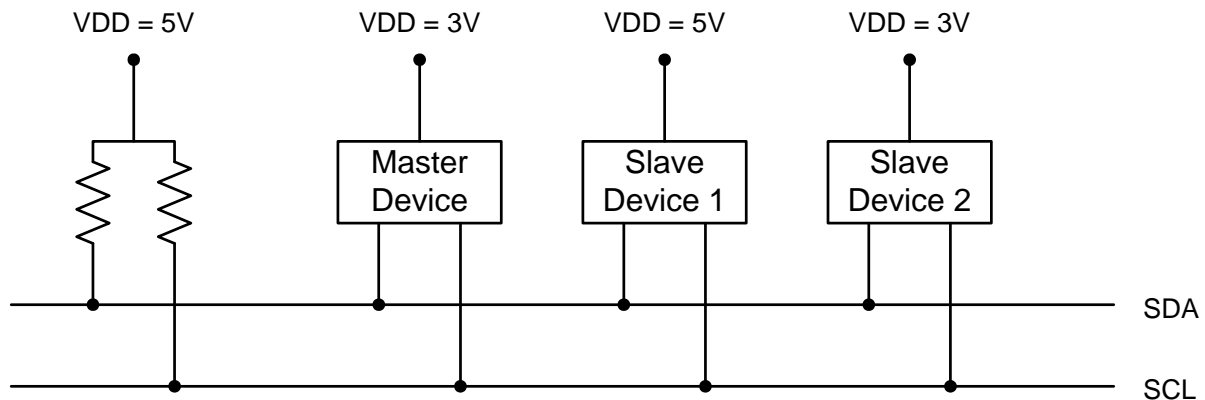 VDD = 5V
VDD = 3V
VDD = 5V
VDD = 3V
Master
Device
Slave
Device 1
Slave
Device 2
SDA
SCL